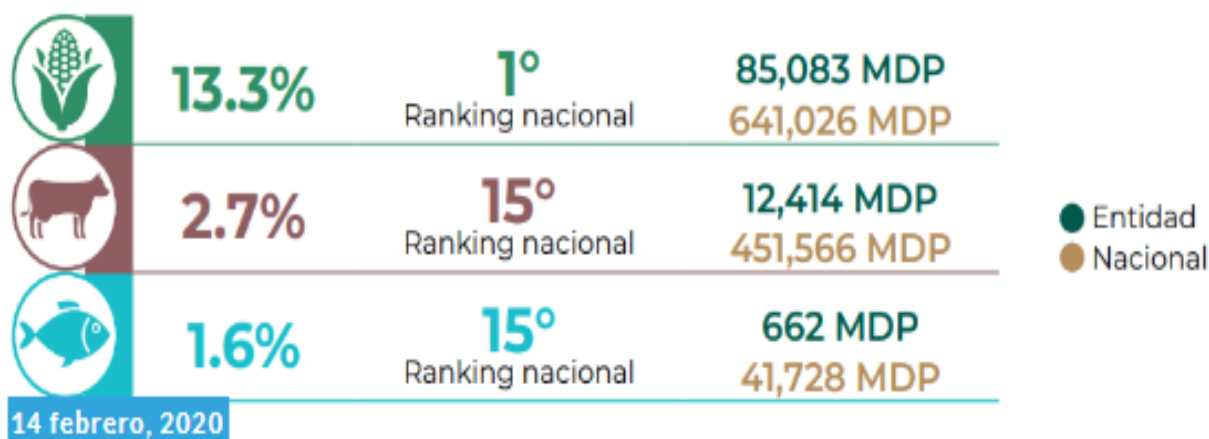 13.3%
1°
Ranking nacional
85,083 MDP
641,026 MDP
2.7%
15°
Ranking nacional
12,414 MDP
451,566 MDP
Entidad
Nacional
1.6%
15°
Ranking nacional
662 MDP
41,728 MDP
14 febrero, 2020